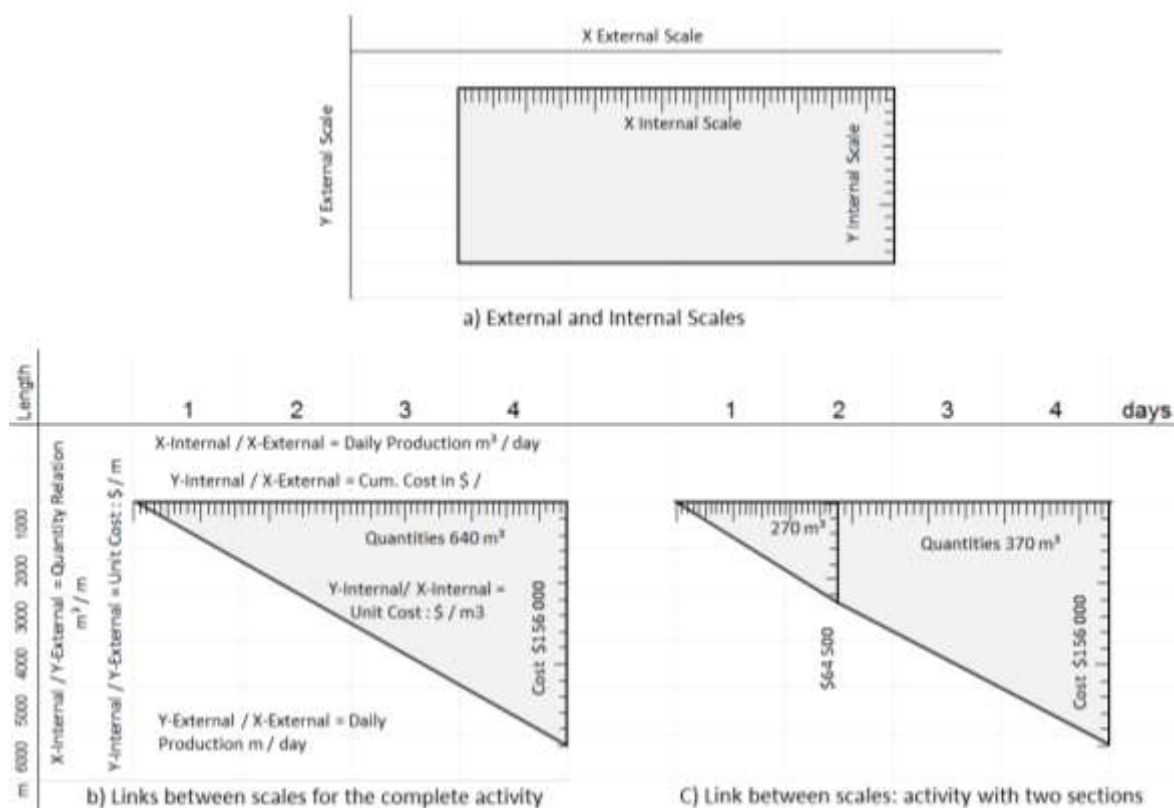 X External Scale
Y External Scale
X Internal Scale
Y Internal Scale
a) External and Internal Scales
Length
1 2 3 4
1 2 3 4 days
X-Internal / X-External = Daily Production m³ / day
Y-Internal / X-External = Cum. Cost in $ /
X-Internal / Y-External = Quantity Relation
m³ / m
Y-Internal / Y-External = Unit Cost : $ / m
1000
2000
3000
4000
5000
6000
m
Quantities 640 m³
Y-Internal/ X-Internal =
Unit Cost : $ / m3
Cost $156 000
Y-External / X-External = Daily
Production m / day
270 m³
Quantities 370 m³
$64 500
Cost $156 000
b) Links between scales for the complete activity
C) Link between scales: activity with two sections